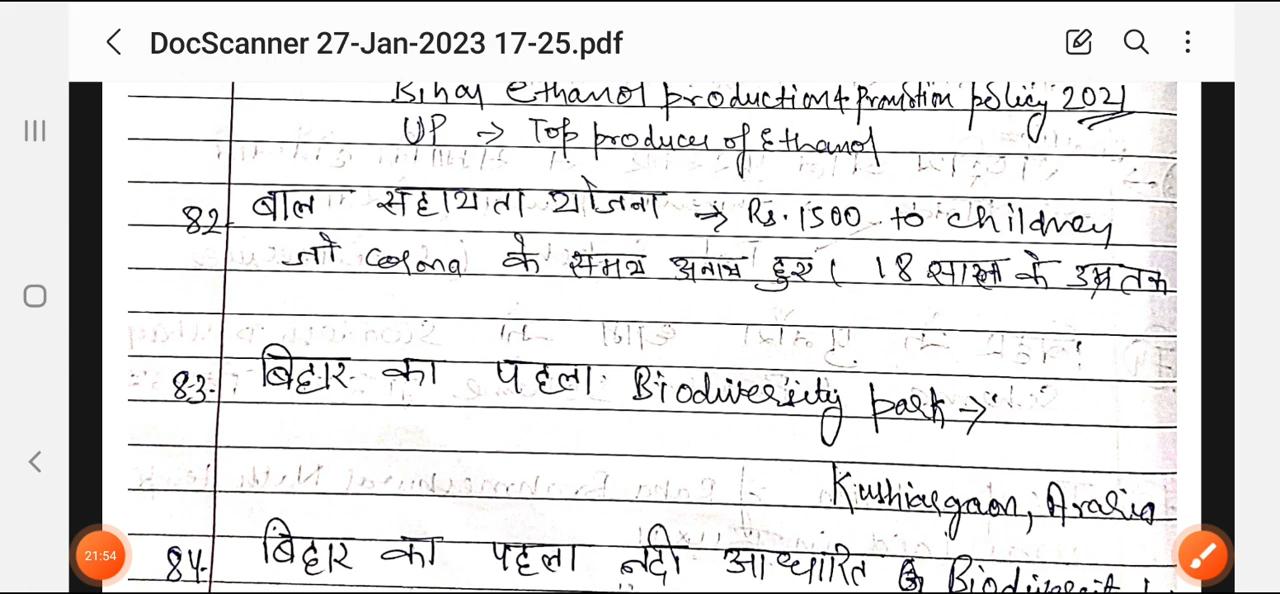 DocScanner 27-Jan-2023 17-25.pdf
Bihar Ethanol production & Promotion policy 2021
UP → Top producer of Ethanol
82. बाल सहायता योजना → Rs. 1500 to children
जो corona के समय अनाथ हुए। 18 साल के उम्र तक
83. बिहार का पहला Biodiversity park →
Kushiargaon, Araria
84. बिहार का पहला नदी आधारित
21:54